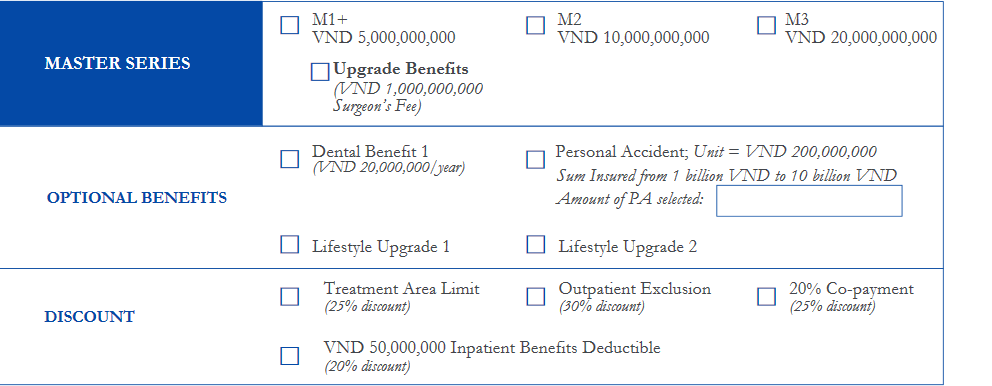 MASTER SERIES
M1+
VND 5,000,000,000
M2
VND 10,000,000,000
M3
VND 20,000,000,000
Upgrade Benefits
(VND 1,000,000,000
Surgeon's Fee)
OPTIONAL BENEFITS
Dental Benefit 1
(VND 20,000,000/year)
Personal Accident; Unit = VND 200,000,000
Sum Insured from 1 billion VND to 10 billion VND
Amount of PA selected:
Lifestyle Upgrade 1
Lifestyle Upgrade 2
DISCOUNT
Treatment Area Limit
(25% discount)
Outpatient Exclusion
(30% discount)
20% Co-payment
(25% discount)
VND 50,000,000 Inpatient Benefits Deductible
(20% discount)